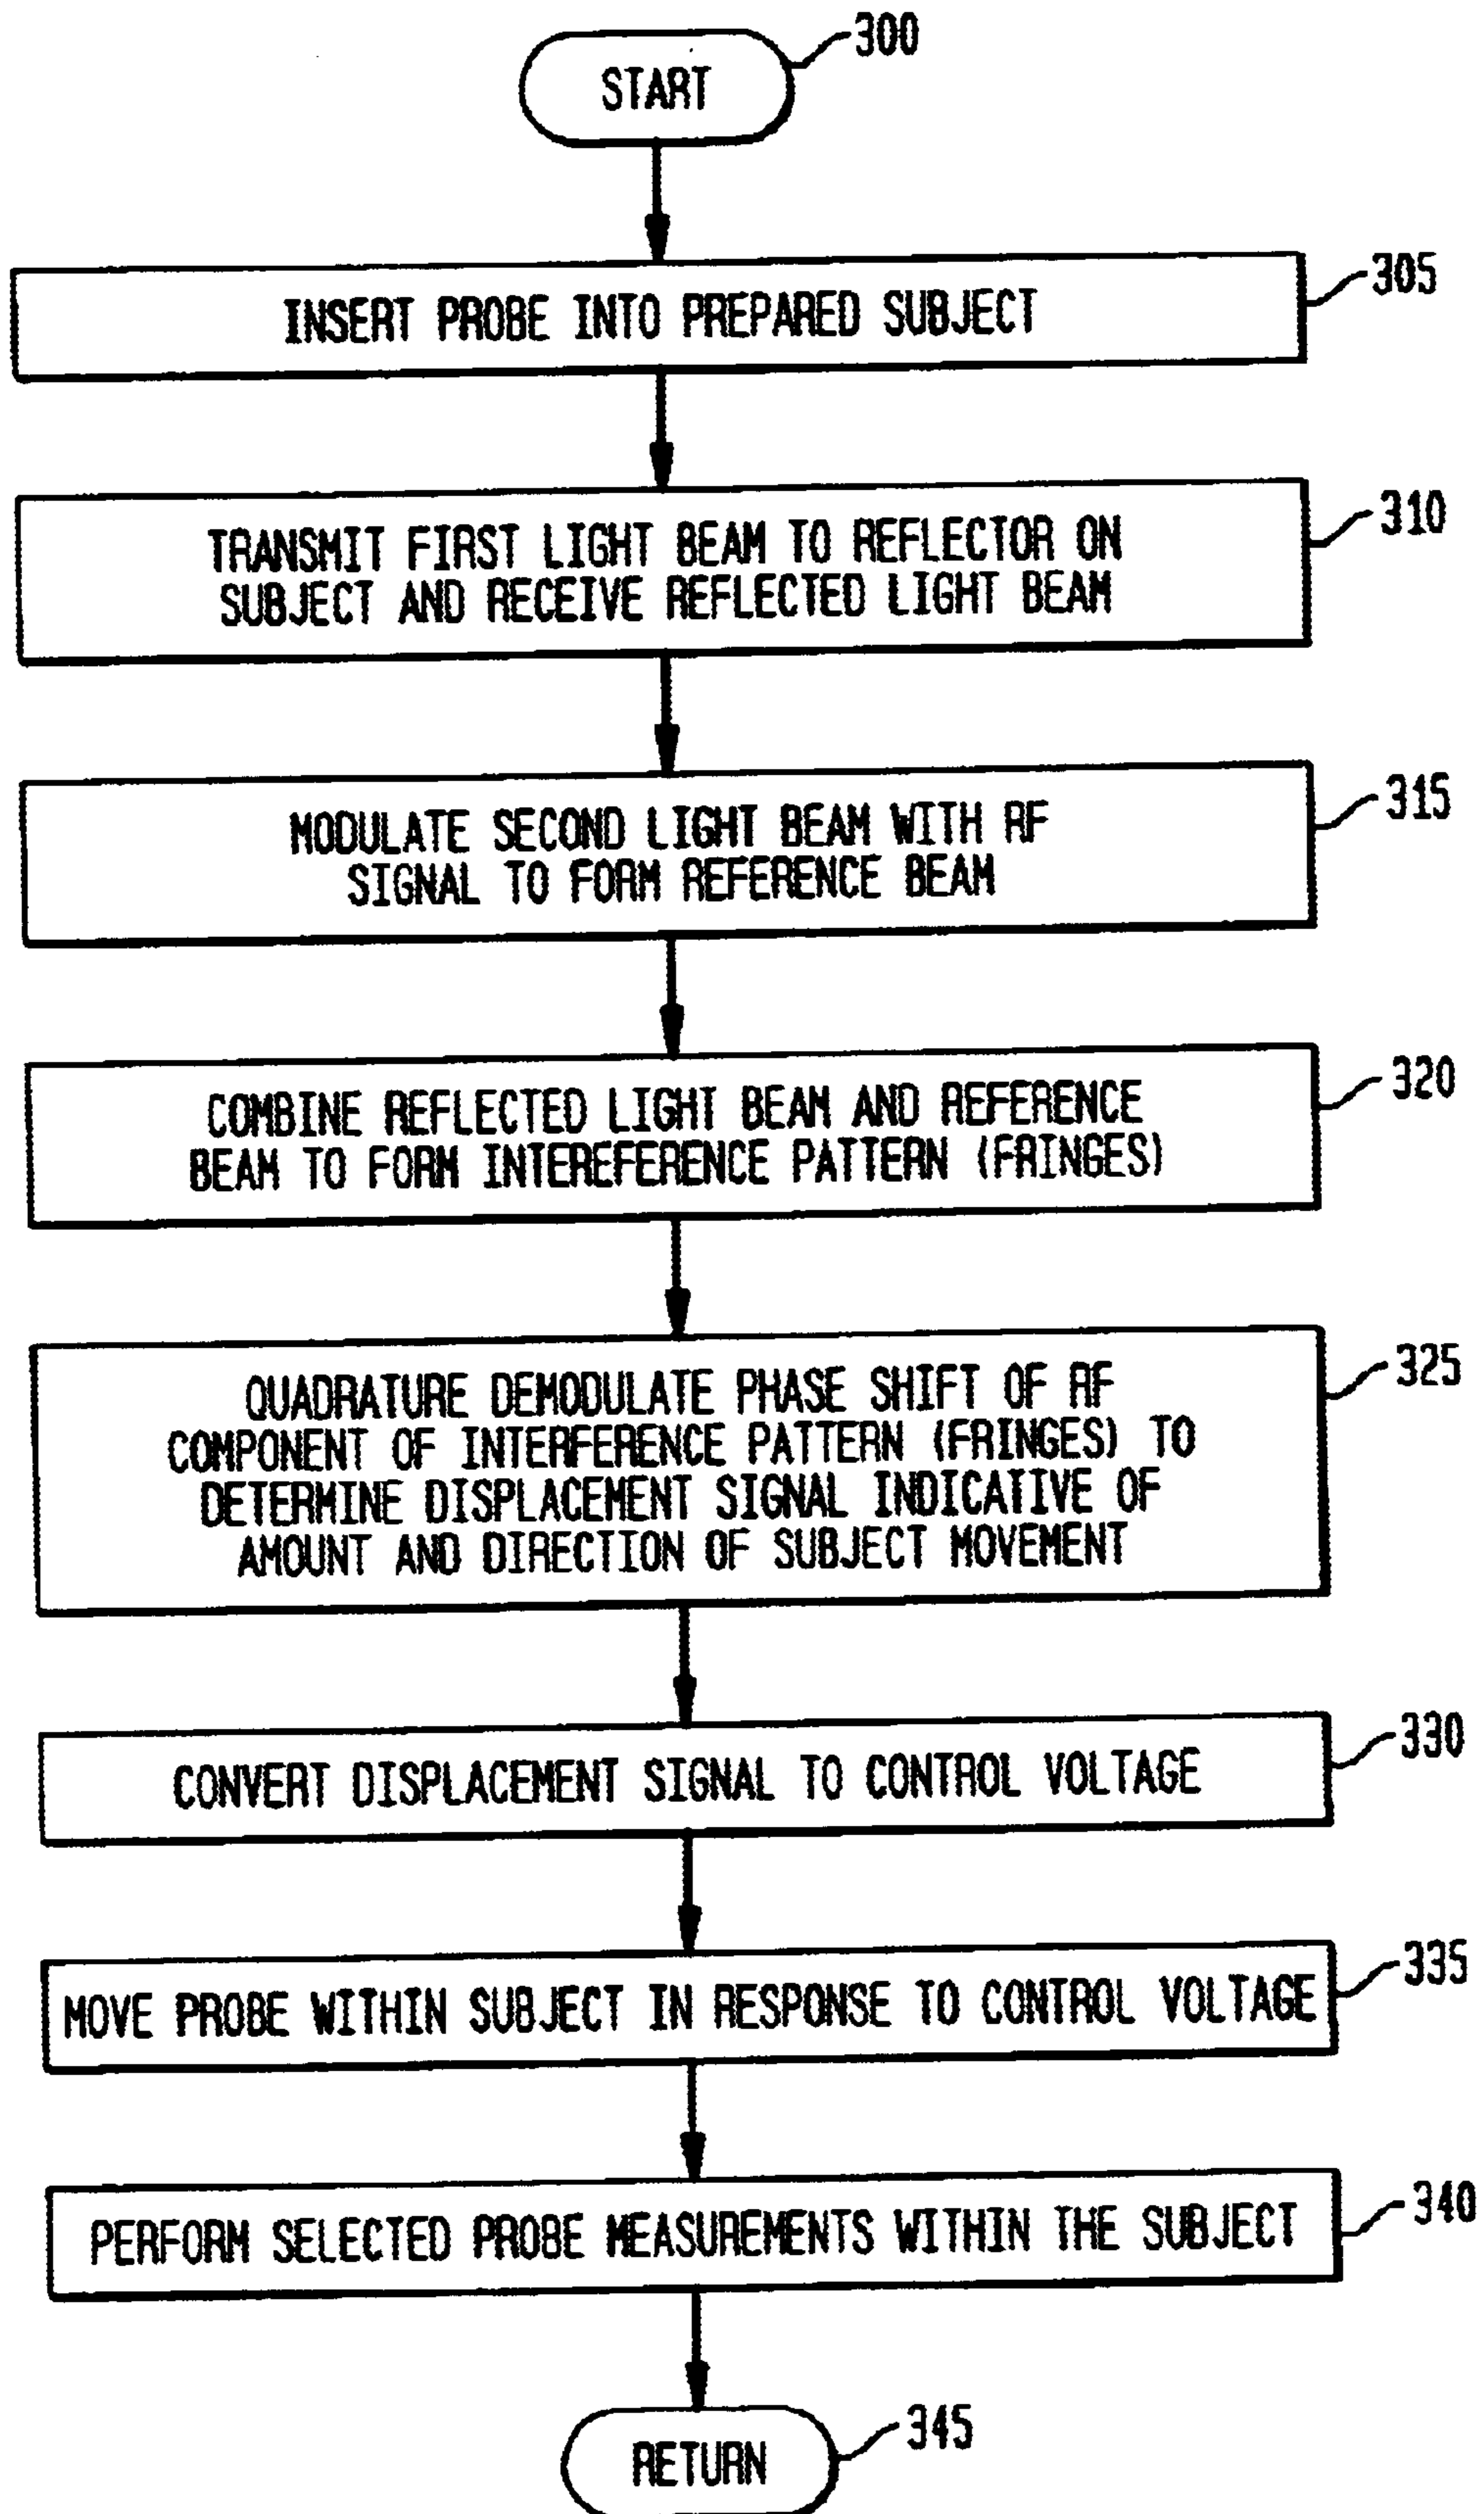 300
START
305
INSERT PROBE INTO PREPARED SUBJECT
310
TRANSMIT FIRST LIGHT BEAM TO REFLECTOR ON
SUBJECT AND RECEIVE REFLECTED LIGHT BEAM
315
MODULATE SECOND LIGHT BEAM WITH RF
SIGNAL TO FORM REFERENCE BEAM
320
COMBINE REFLECTED LIGHT BEAM AND REFERENCE
BEAM TO FORM INTEREFERENCE PATTERN (FRINGES)
325
QUADRATURE DEMODULATE PHASE SHIFT OF RF
COMPONENT OF INTERFERENCE PATTERN (FRINGES) TO
DETERMINE DISPLACEMENT SIGNAL INDICATIVE OF
AMOUNT AND DIRECTION OF SUBJECT MOVEMENT
330
CONVERT DISPLACEMENT SIGNAL TO CONTROL VOLTAGE
335
MOVE PROBE WITHIN SUBJECT IN RESPONSE TO CONTROL VOLTAGE
340
PERFORM SELECTED PROBE MEASUREMENTS WITHIN THE SUBJECT
345
RETURN